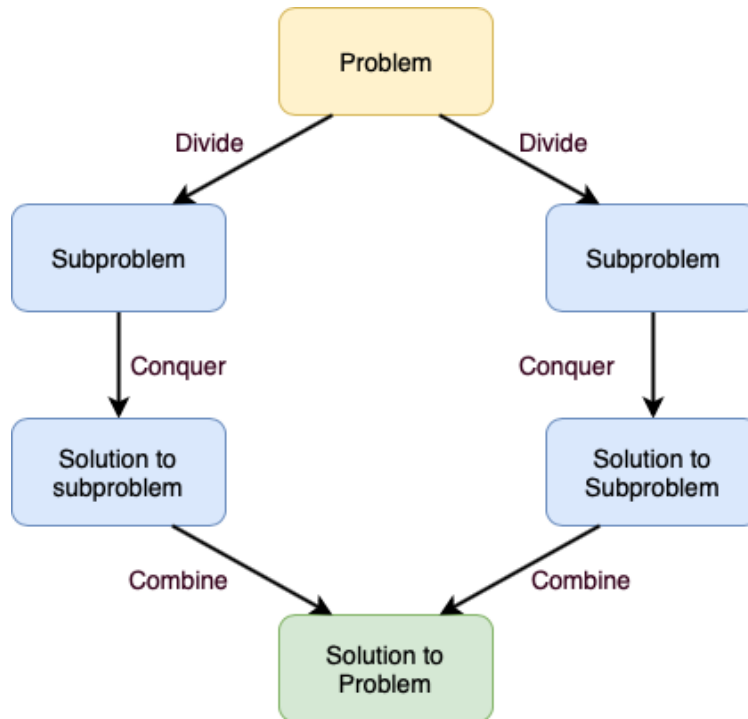 Problem
Divide
Divide
Subproblem
Subproblem
Conquer
Conquer
Solution to
subproblem
Solution to
Subproblem
Combine
Combine
Solution to
Problem